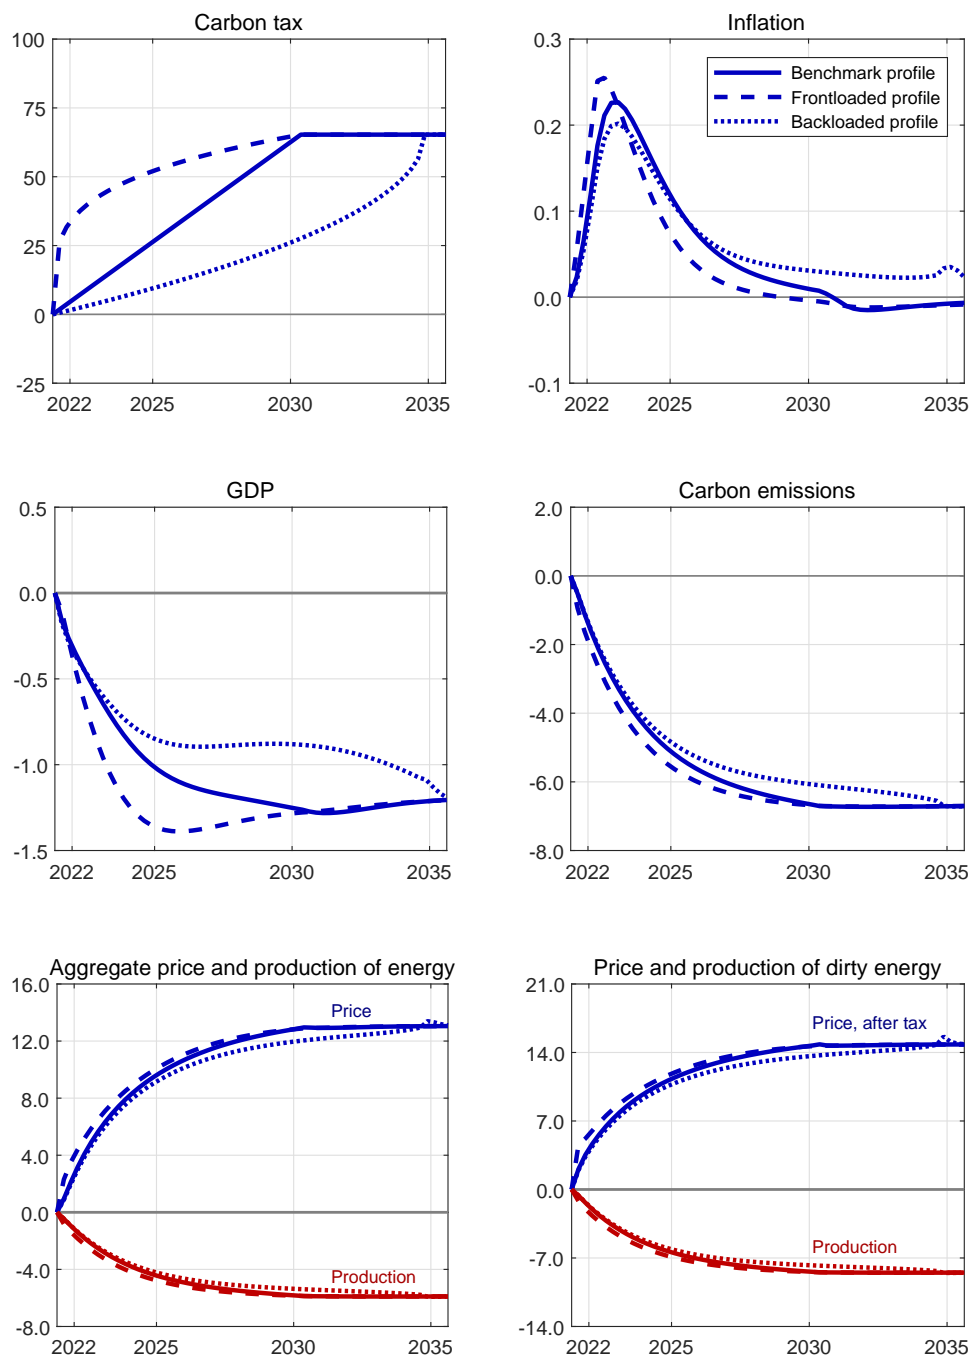 Carbon tax
100
75
50
25
0
-25
2022 2025 2030 2035
Inflation
0.3
0.2
0.1
0.0
-0.1
2022 2025 2030 2035
Benchmark profile
Frontloaded profile
Backloaded profile
GDP
0.5
0.0
-0.5
-1.0
-1.5
2022 2025 2030 2035
Carbon emissions
2.0
0.0
-2.0
-4.0
-6.0
-8.0
2022 2025 2030 2035
Aggregate price and production of energy
16.0
12.0
8.0
4.0
0.0
-4.0
-8.0
2022 2025 2030 2035
Price
Production
Price and production of dirty energy
21.0
14.0
7.0
0.0
-7.0
-14.0
2022 2025 2030 2035
Price, after tax
Production